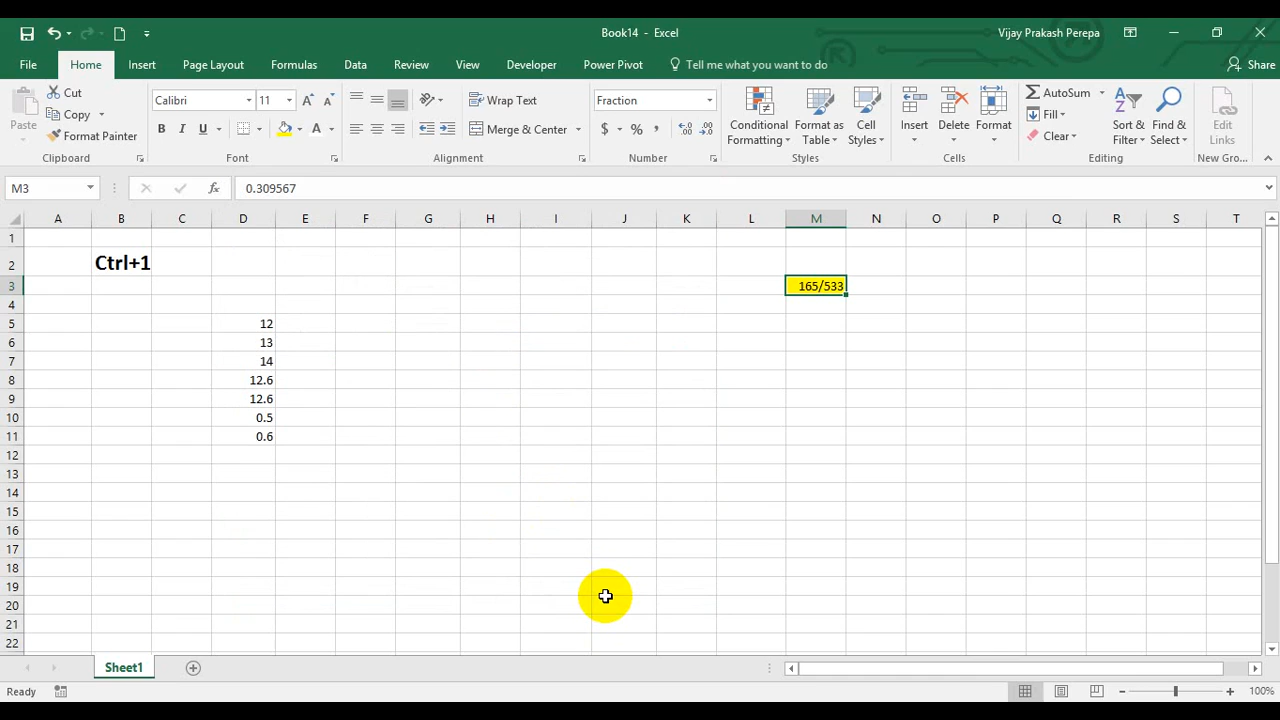 Book14 - Excel
Vijay Prakash Perepa
File Home Insert Page Layout Formulas Data Review View Developer Power Pivot Tell me what you want to do Share
Paste
Cut
Copy
Format Painter
Calibri 11
B I U A
Wrap Text
Merge & Center
Fraction
$ % ,
Conditional Formatting
Format as Table
Cell Styles
Insert
Delete
Format
AutoSum
Fill
Clear
Sort & Filter
Find & Select
Edit Links
Clipboard Font Alignment Number Styles Cells Editing New Gro...
M3 fx 0.309567
A B C D E F G H I J K L M N O P Q R S T
1
2 Ctrl+1
3 165/533
4
5 12
6 13
7 14
8 12.6
9 12.6
10 0.5
11 0.6
12
13
14
15
16
17
18
19
20
21
22
Sheet1
Ready 100%